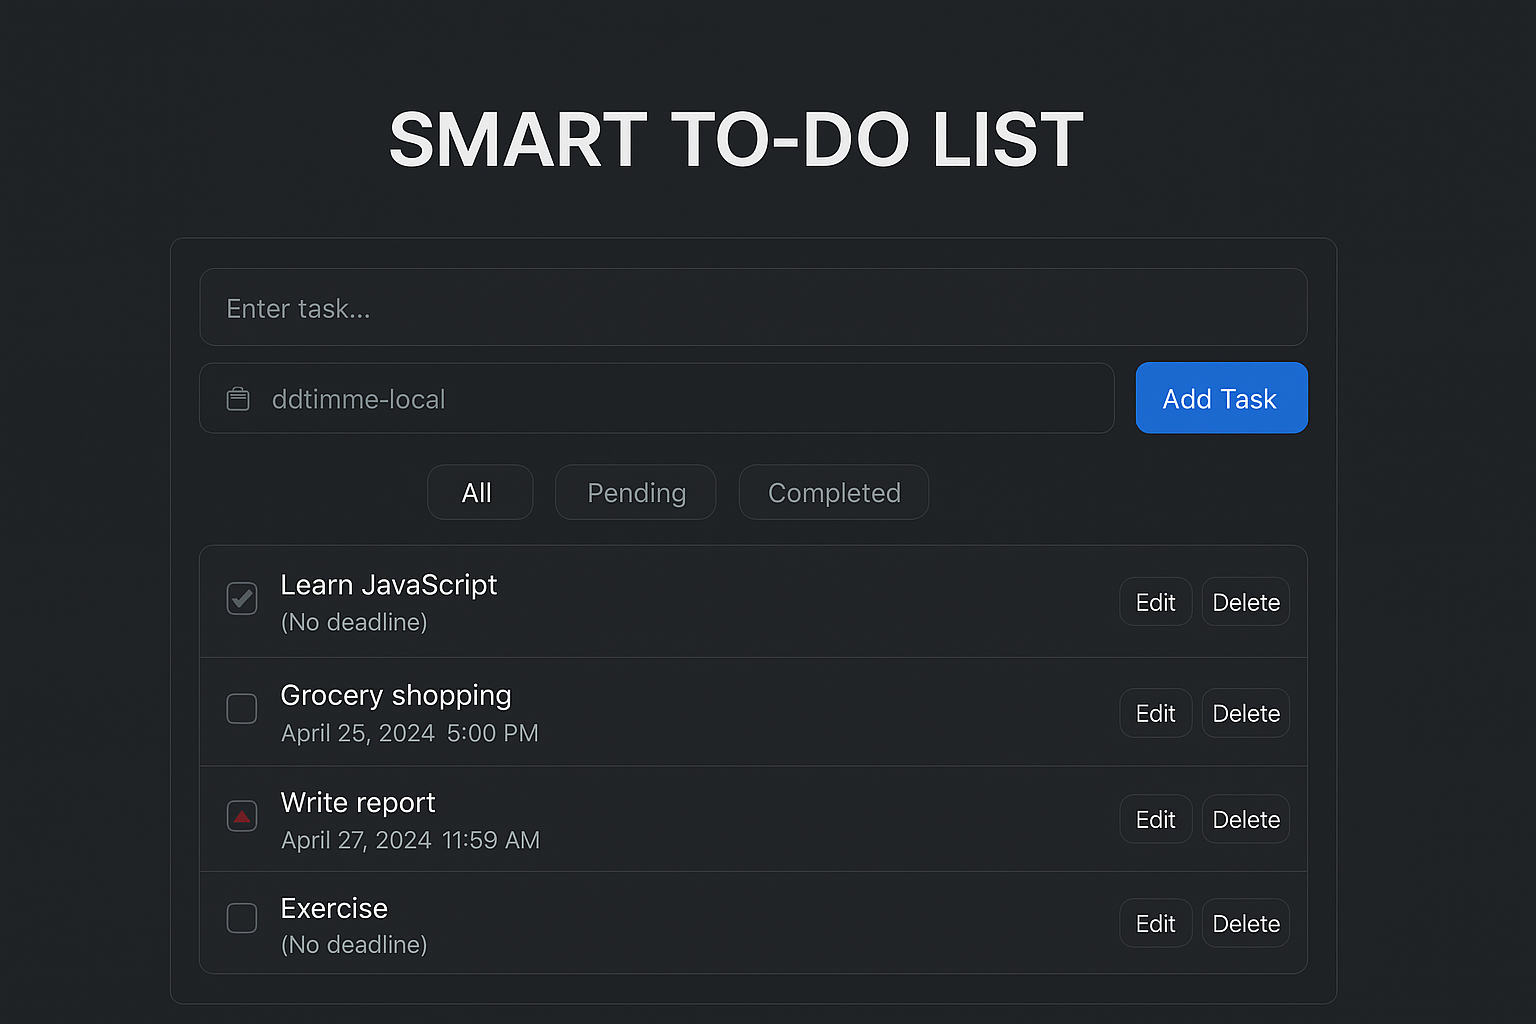 SMART TO-DO LIST
Enter task...
ddtimme-local
Add Task
All
Pending
Completed
Learn JavaScript
(No deadline)
Edit
Delete
Grocery shopping
April 25, 2024 5:00 PM
Edit
Delete
Write report
April 27, 2024 11:59 AM
Edit
Delete
Exercise
(No deadline)
Edit
Delete